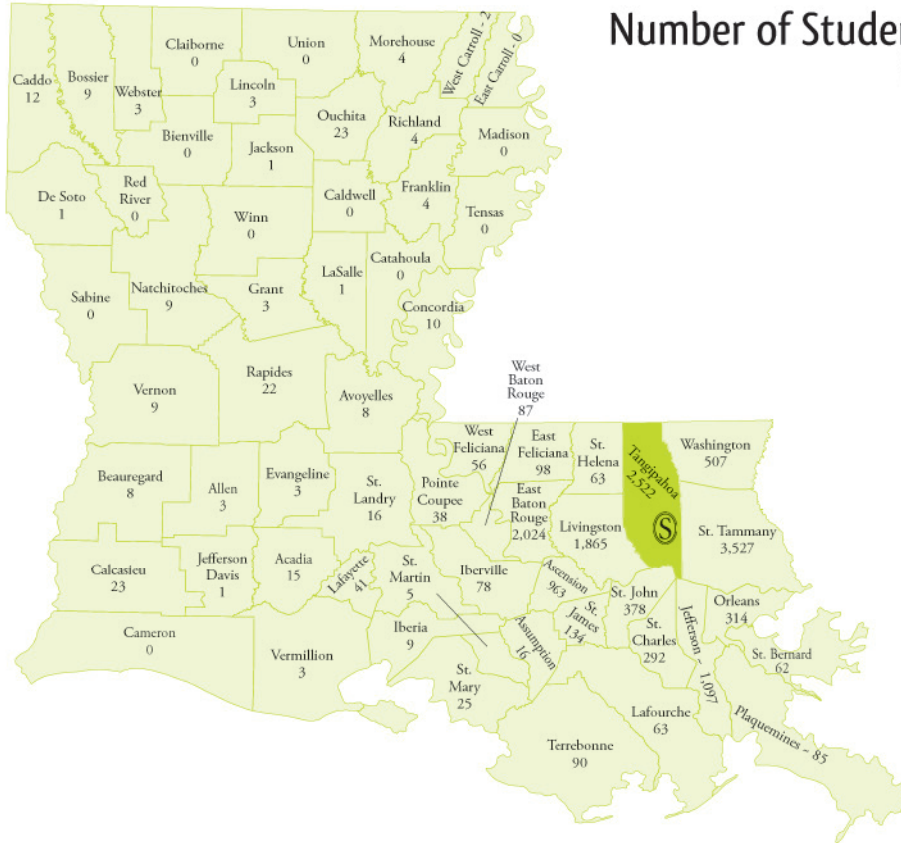 Number of Studen
Claiborne
0
Union
0
Morehouse
4
West Carroll - 2
East Carroll - 0
Caddo
12
Bossier
9
Webster
3
Lincoln
3
Ouchita
23
Richland
4
Madison
0
Bienville
0
Jackson
1
De Soto
1
Red
River
0
Winn
0
Caldwell
0
Franklin
4
Tensas
0
Sabine
0
Natchitoches
9
Grant
3
LaSalle
1
Catahoula
0
Concordia
10
Vernon
9
Rapides
22
Avoyelles
8
West
Baton
Rouge
87
West
Feliciana
56
East
Feliciana
98
St.
Helena
63
Tangipahoa
2,522
S
Washington
507
Beauregard
8
Allen
3
Evangeline
3
St.
Landry
16
Pointe
Coupee
38
East
Baton
Rouge
2,024
Livingston
1,865
St. Tammany
3,527
Calcasieu
23
Jefferson
Davis
1
Acadia
15
Lafayette
41
St.
Martin
5
Iberville
78
Ascension
963
St.
James
134
St. John
378
St.
Charles
292
Jefferson - 1,097
Orleans
314
St. Bernard
62
Cameron
0
Vermillion
3
Iberia
9
Assumption
16
St.
Mary
25
Lafourche
63
Terrebonne
90
Plaquemines - 85